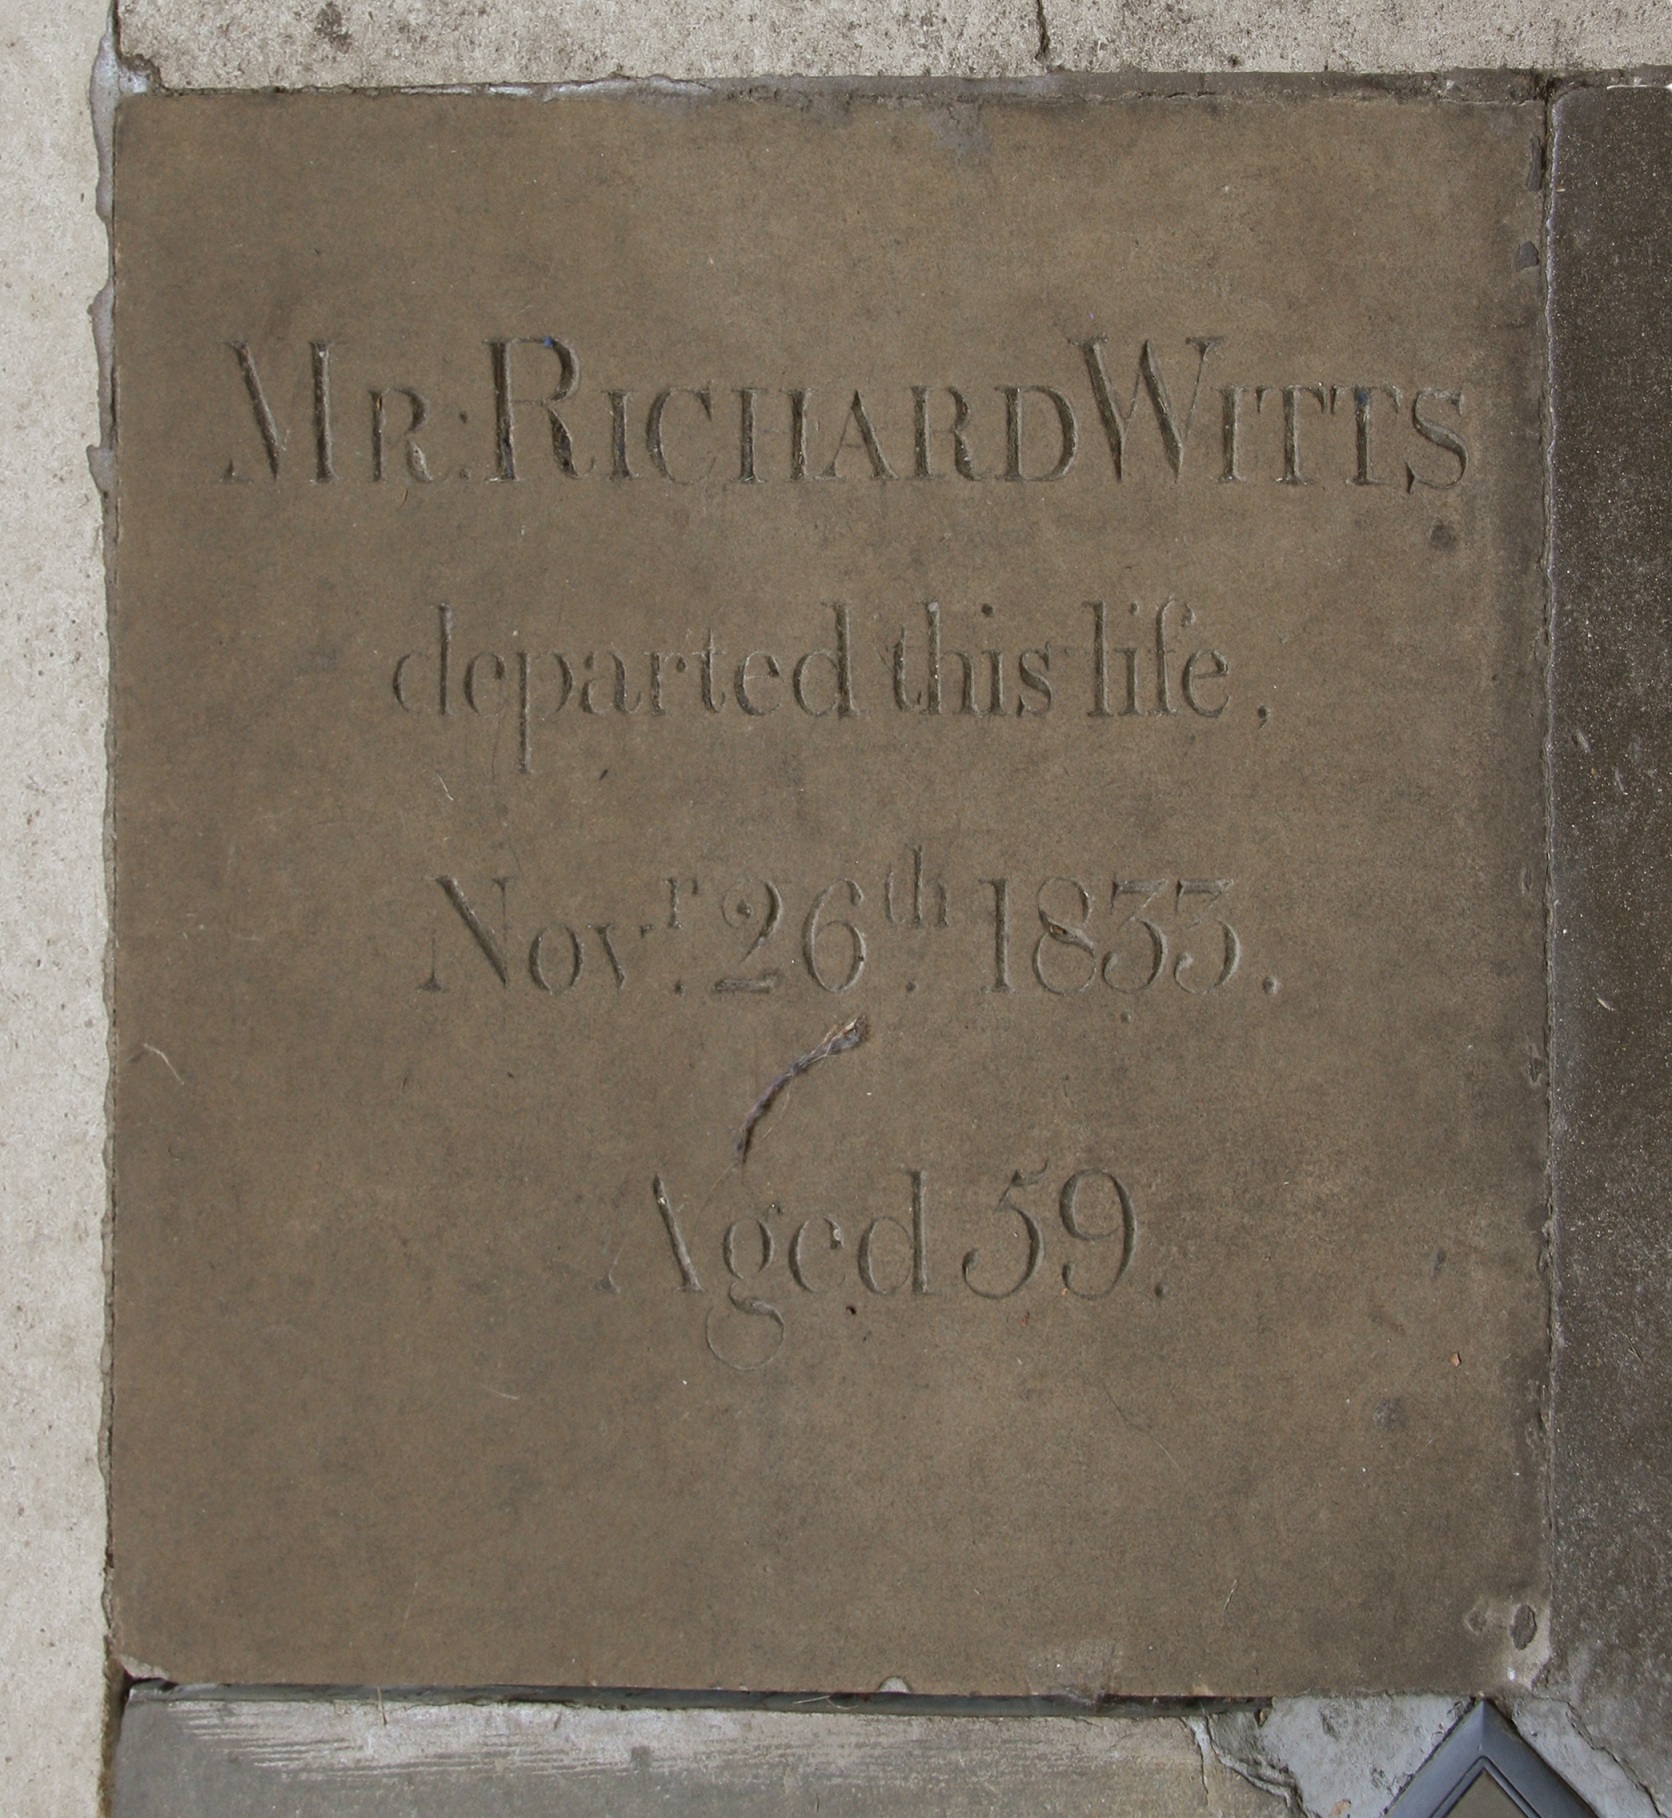 Mr: Richard Witts
departed this life,
Novr. 26th. 1833.
Aged 59.